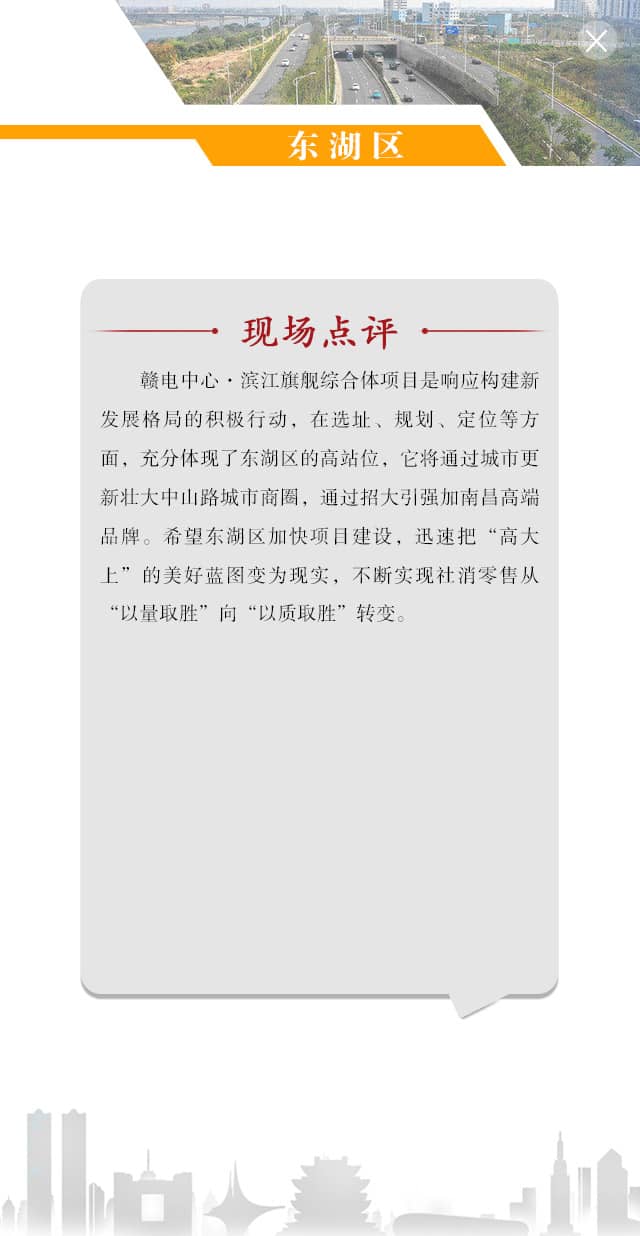 东湖区
现场点评
赣电中心·滨江旗舰综合体项目是响应构建新
发展格局的积极行动，在选址、规划、定位等方
面，充分体现了东湖区的高站位，它将通过城市更
新壮大中山路城市商圈，通过招大引强加南昌高端
品牌。希望东湖区加快项目建设，迅速把“高大
上”的美好蓝图变为现实，不断实现社消零售从
“以量取胜”向“以质取胜”转变。